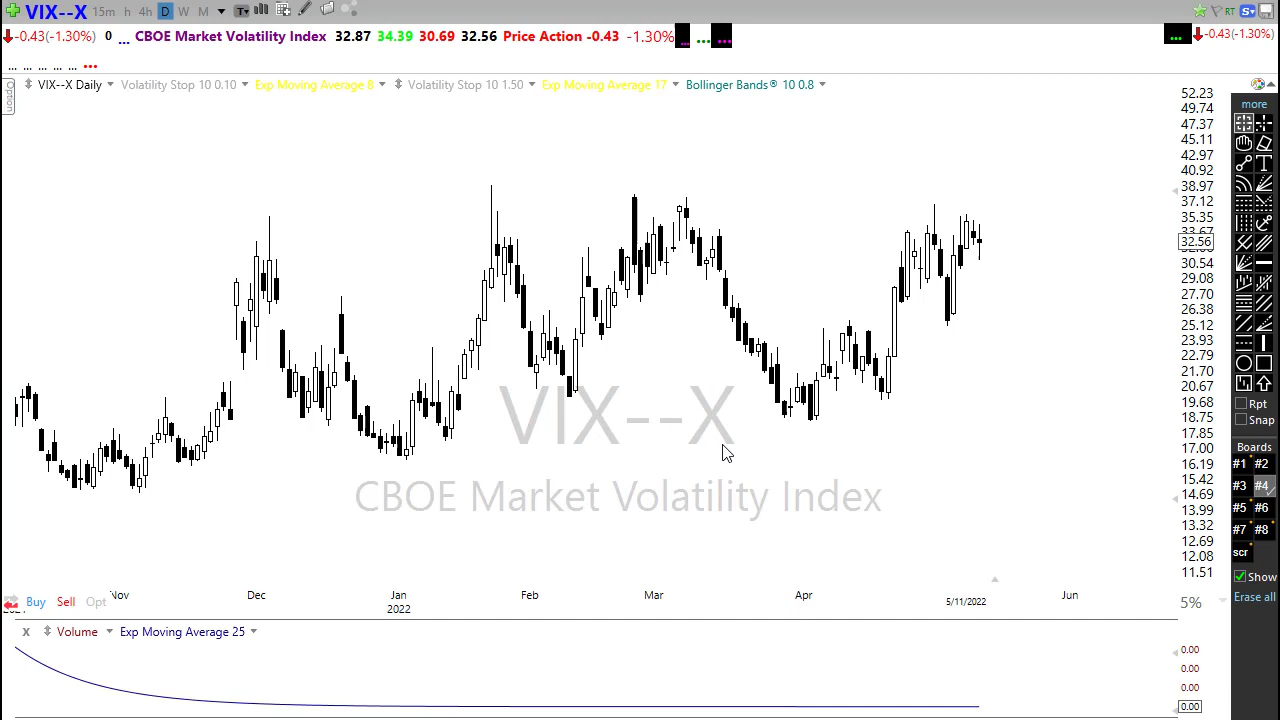 VIX--X 15m h 4h D W M T RT S
-0.43(-1.30%) 0 ... CBOE Market Volatility Index 32.87 34.39 30.69 32.56 Price Action -0.43 -1.30% ... ... ... ... -0.43(-1.30%)
... ... ... ... ... ...
Option
VIX--X Daily Volatility Stop 10 0.10 Exp Moving Average 8 Volatility Stop 10 1.50 Exp Moving Average 17 Bollinger Bands® 10 0.8
52.23
49.74
47.37
45.11
42.97
40.92
38.97
37.12
35.35
33.67
32.56
30.54
29.08
27.70
26.38
25.12
23.93
22.79
21.70
20.67
19.68
18.75
17.85
17.00
16.19
15.42
14.69
13.99
13.32
12.69
12.08
11.51
VIX--X
CBOE Market Volatility Index
more
Rpt
Snap
Boards
#1 #2
#3 #4
#5 #6
#7 #8
scr
Show
Erase all
Nov Dec Jan Feb Mar Apr 5/11/2022 Jun
2022
Buy Sell Opt
5%
x Volume Exp Moving Average 25
0.00
0.00
0.00
0.00